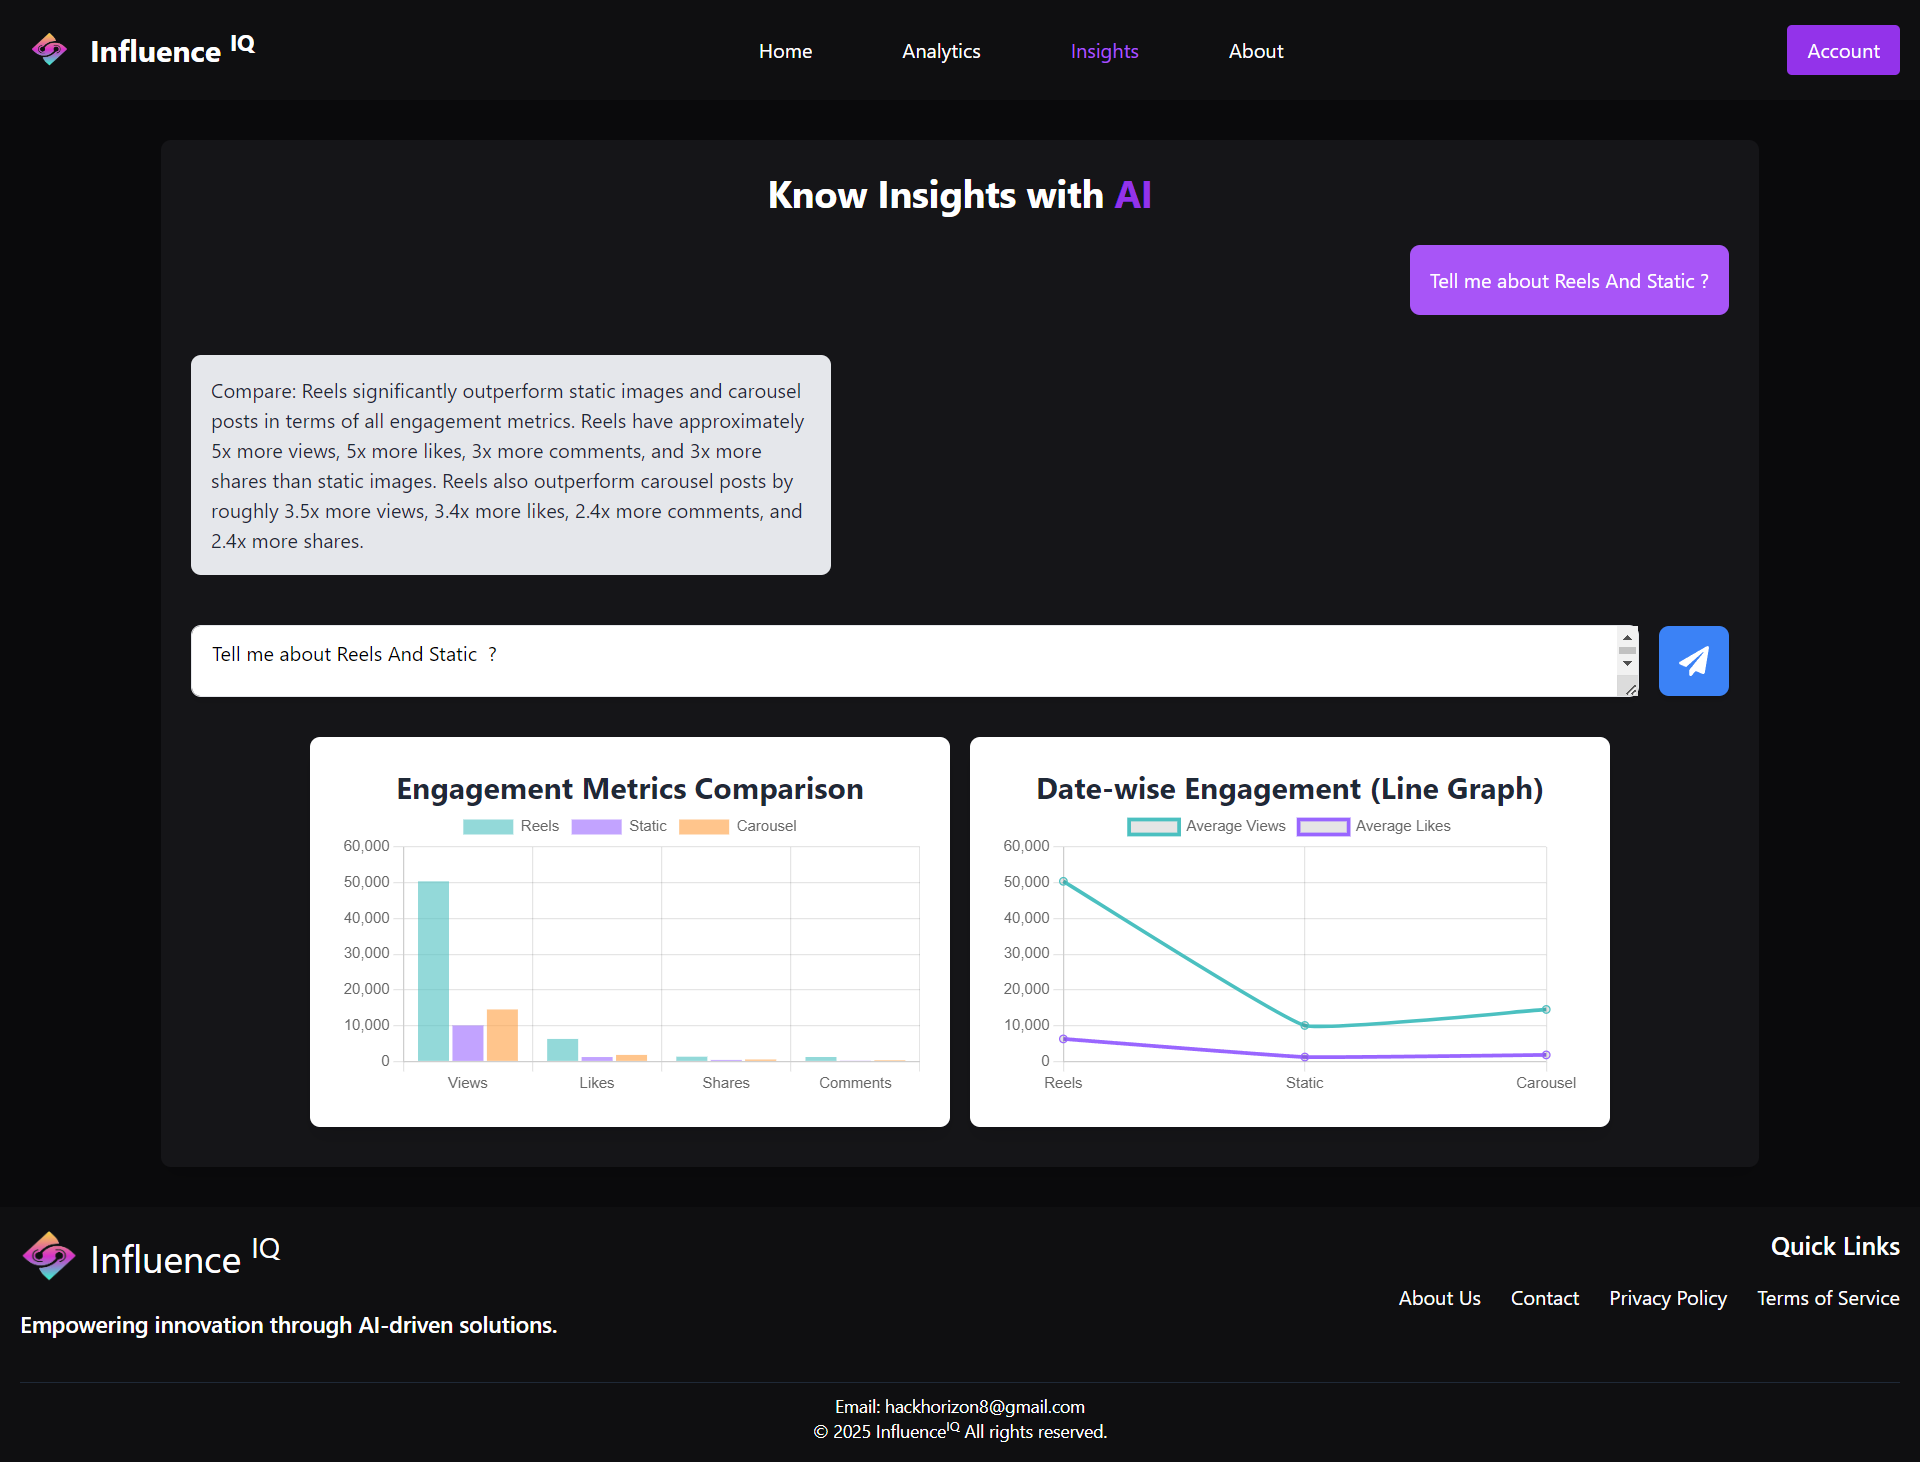 Influence IQ
Home
Analytics
Insights
About
Account
Know Insights with AI
Tell me about Reels And Static ?
Compare: Reels significantly outperform static images and carousel
posts in terms of all engagement metrics. Reels have approximately
5x more views, 5x more likes, 3x more comments, and 3x more
shares than static images. Reels also outperform carousel posts by
roughly 3.5x more views, 3.4x more likes, 2.4x more comments, and
2.4x more shares.
Tell me about Reels And Static  ?
Engagement Metrics Comparison
Reels
Static
Carousel
60,000
50,000
40,000
30,000
20,000
10,000
0
Views
Likes
Shares
Comments
Date-wise Engagement (Line Graph)
Average Views
Average Likes
60,000
50,000
40,000
30,000
20,000
10,000
0
Reels
Static
Carousel
Influence IQ
Empowering innovation through AI-driven solutions.
Quick Links
About Us
Contact
Privacy Policy
Terms of Service
Email: hackhorizon8@gmail.com
© 2025 InfluenceIQ All rights reserved.